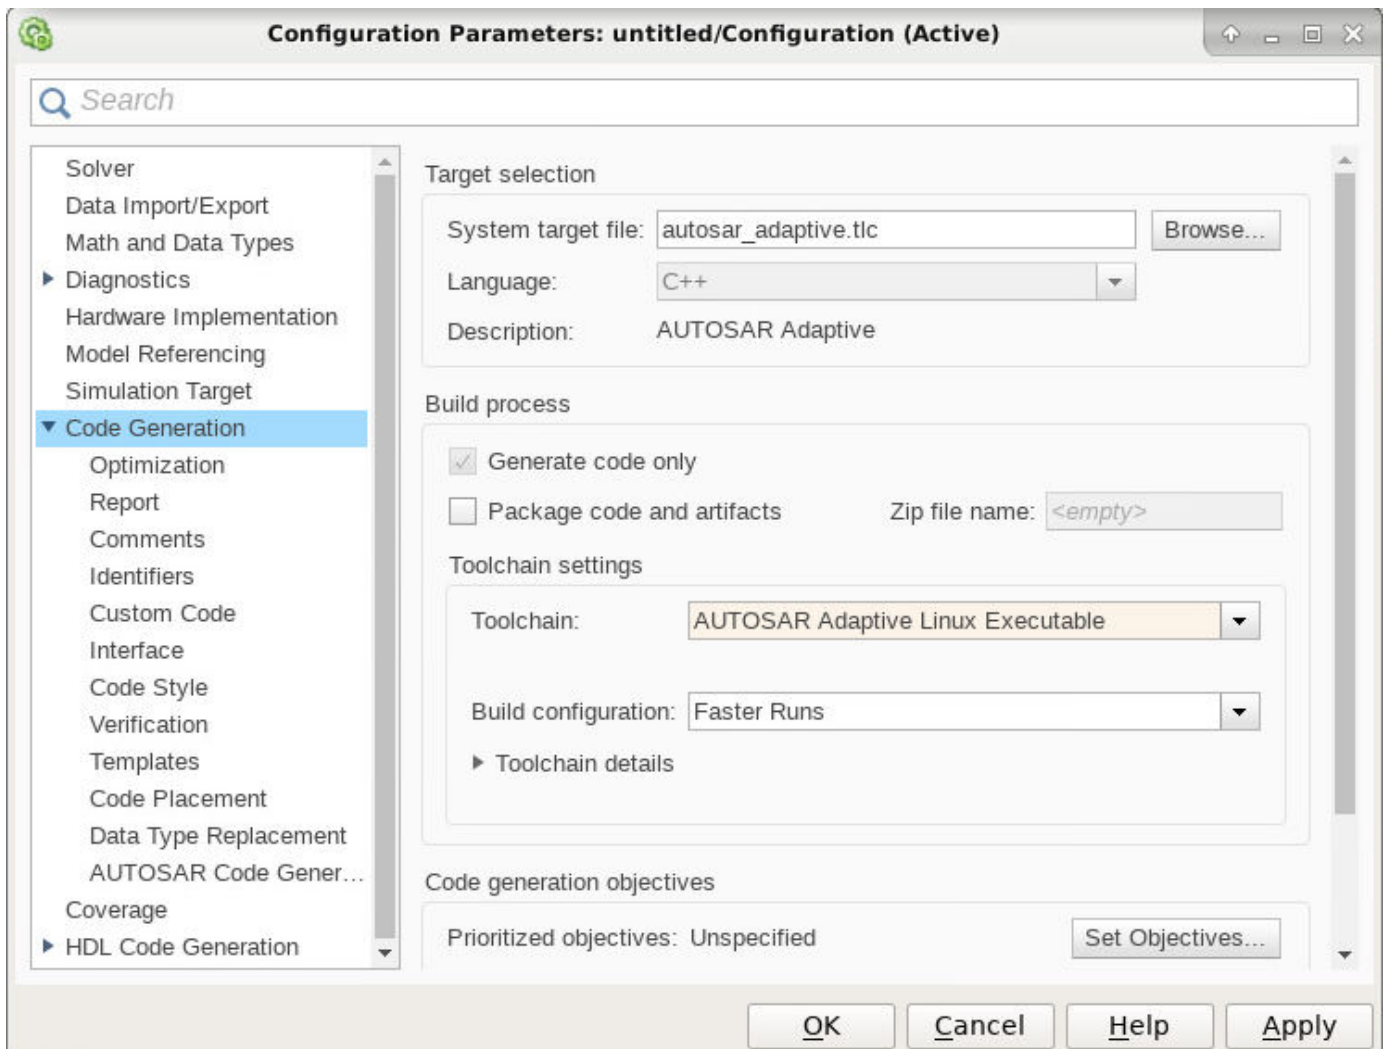 Configuration Parameters: untitled/Configuration (Active)
Search
Solver
Data Import/Export
Math and Data Types
Diagnostics
Hardware Implementation
Model Referencing
Simulation Target
Code Generation
Optimization
Report
Comments
Identifiers
Custom Code
Interface
Code Style
Verification
Templates
Code Placement
Data Type Replacement
AUTOSAR Code Gener...
Coverage
HDL Code Generation
Target selection
System target file: autosar_adaptive.tlc Browse...
Language: C++
Description: AUTOSAR Adaptive
Build process
Generate code only
Package code and artifacts Zip file name: <empty>
Toolchain settings
Toolchain: AUTOSAR Adaptive Linux Executable
Build configuration: Faster Runs
Toolchain details
Code generation objectives
Prioritized objectives: Unspecified Set Objectives...
OK Cancel Help Apply